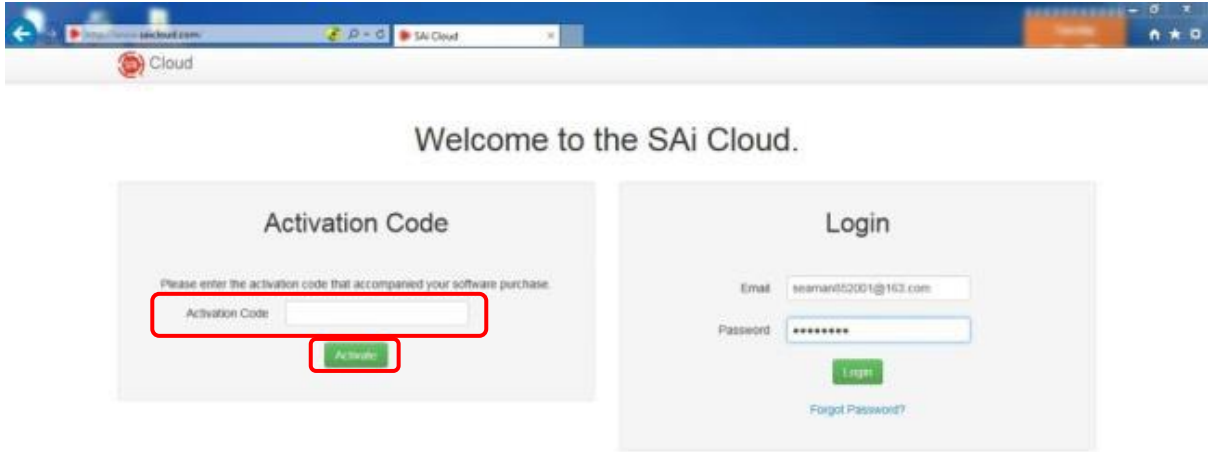 SAi Cloud
Cloud
Welcome to the SAi Cloud.
Activation Code
Please enter the activation code that accompanied your software purchase.
Activation Code
Activate
Login
Email
Password ••••••••
Login
Forgot Password?